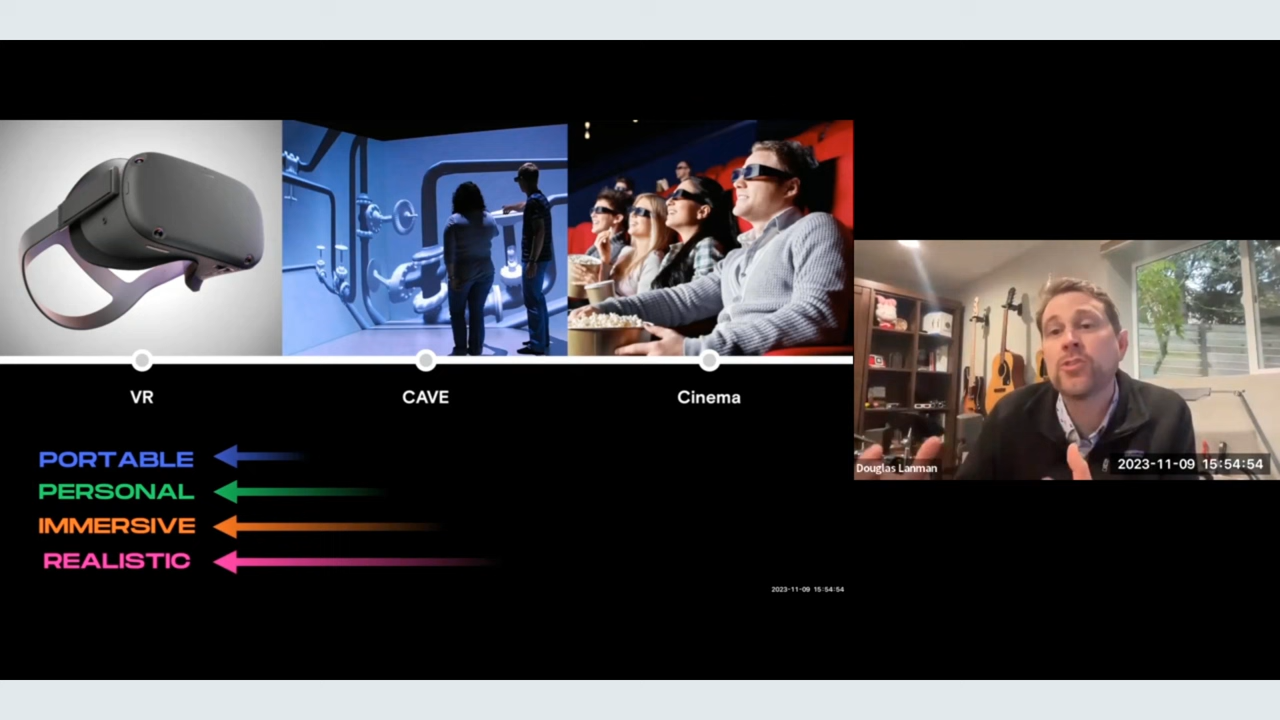 VR
CAVE
Cinema
PORTABLE
PERSONAL
IMMERSIVE
REALISTIC
2023-11-09 15:54:54
Douglas Lanman
2023-11-09 15:54:54